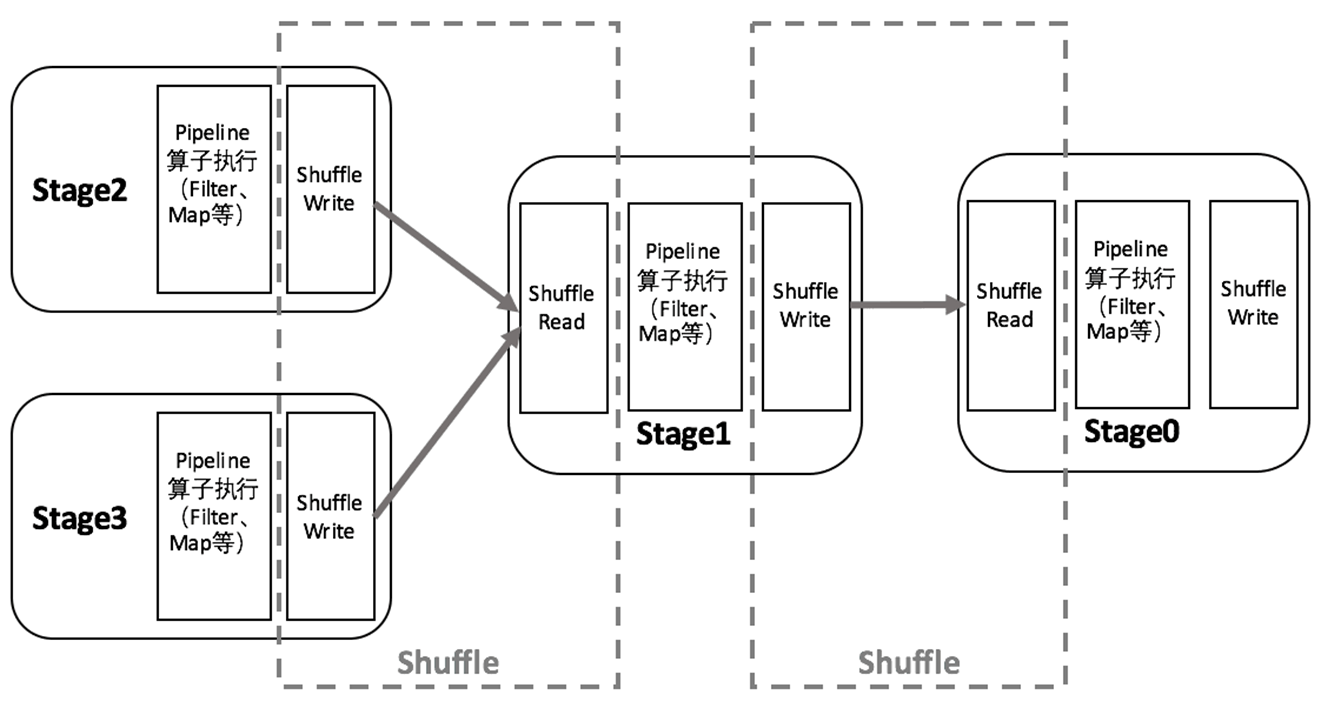 Stage2
Pipeline
算子执行
（Filter、
Map等）
Shuffle
Write
Stage3
Pipeline
算子执行
（Filter、
Map等）
Shuffle
Write
Shuffle
Shuffle
Read
Pipeline
算子执行
（Filter、
Map等）
Shuffle
Write
Stage1
Shuffle
Shuffle
Read
Pipeline
算子执行
（Filter、
Map等）
Shuffle
Write
Stage0